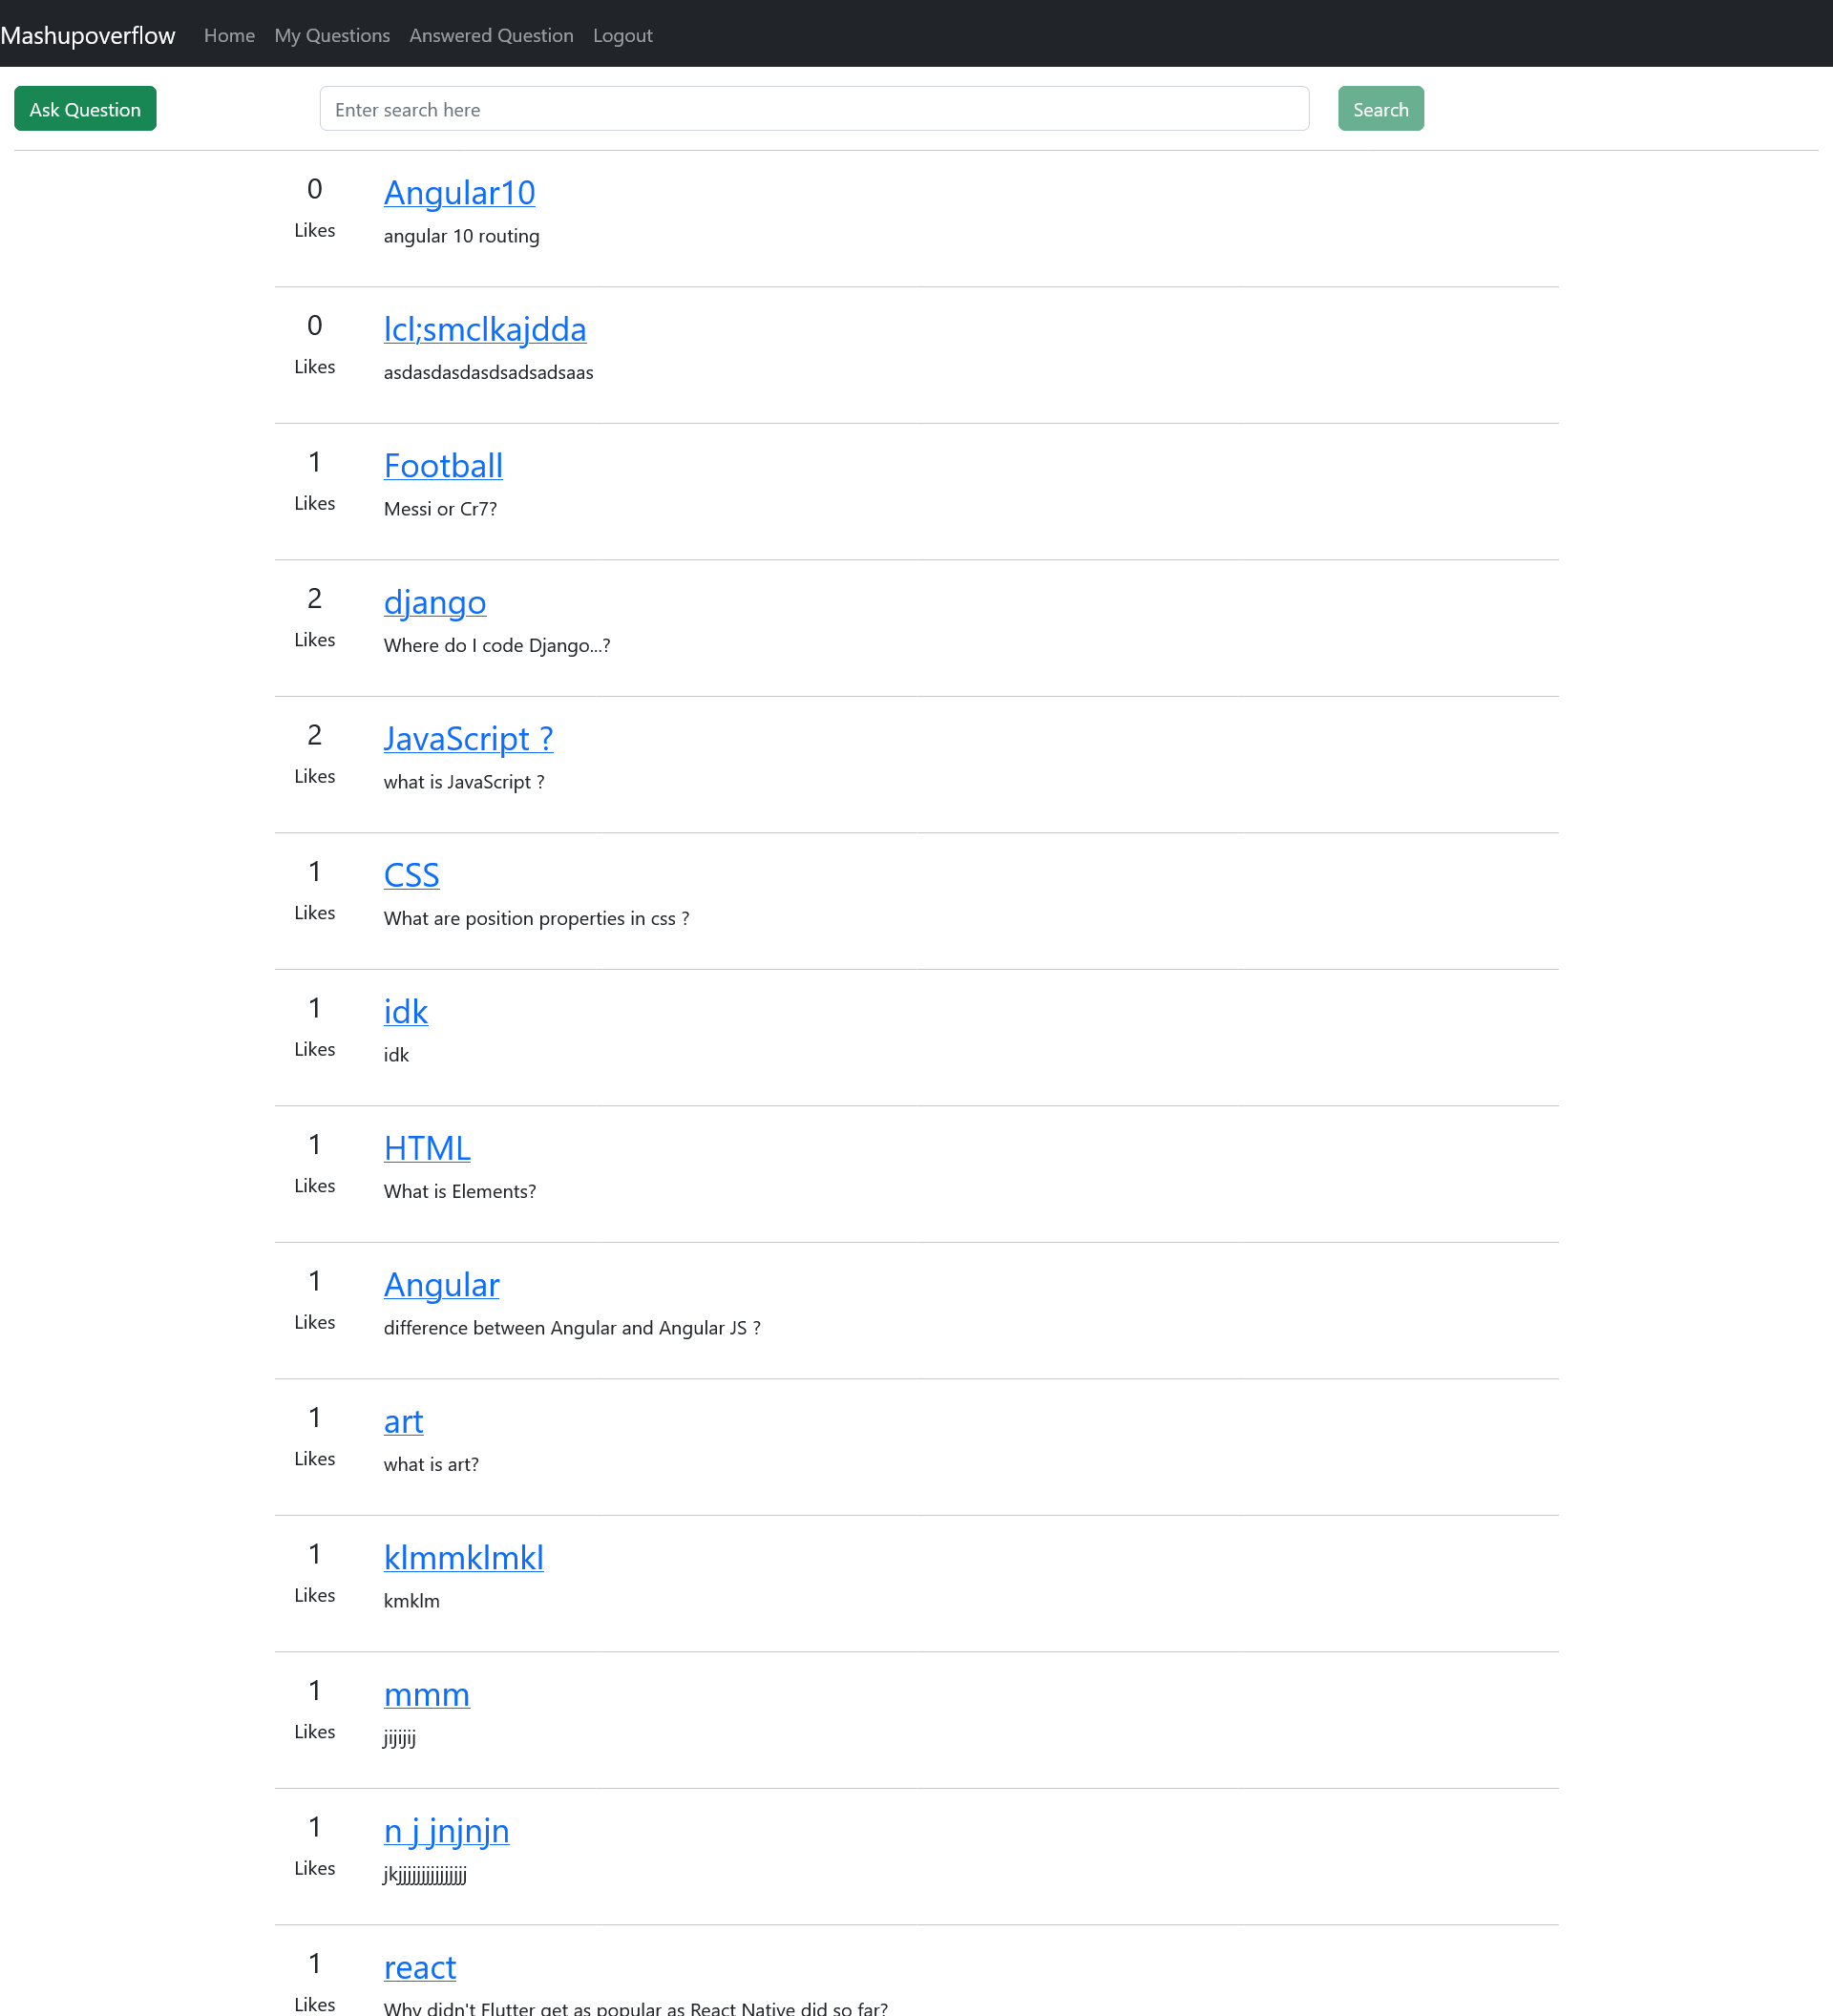 Mashupoverflow Home My Questions Answered Question Logout
Ask Question Enter search here Search
0 Angular10
Likes angular 10 routing
0 lcl;smclkajdda
Likes asdasdasdasdsadsadsaas
1 Football
Likes Messi or Cr7?
2 django
Likes Where do I code Django...?
2 JavaScript ?
Likes what is JavaScript ?
1 CSS
Likes What are position properties in css ?
1 idk
Likes idk
1 HTML
Likes What is Elements?
1 Angular
Likes difference between Angular and Angular JS ?
1 art
Likes what is art?
1 klmmklmkl
Likes kmklm
1 mmm
Likes jijijij
1 n j jnjnjn
Likes
1 react
Likes Why didn't Flutter get as popular as React Native did so far?